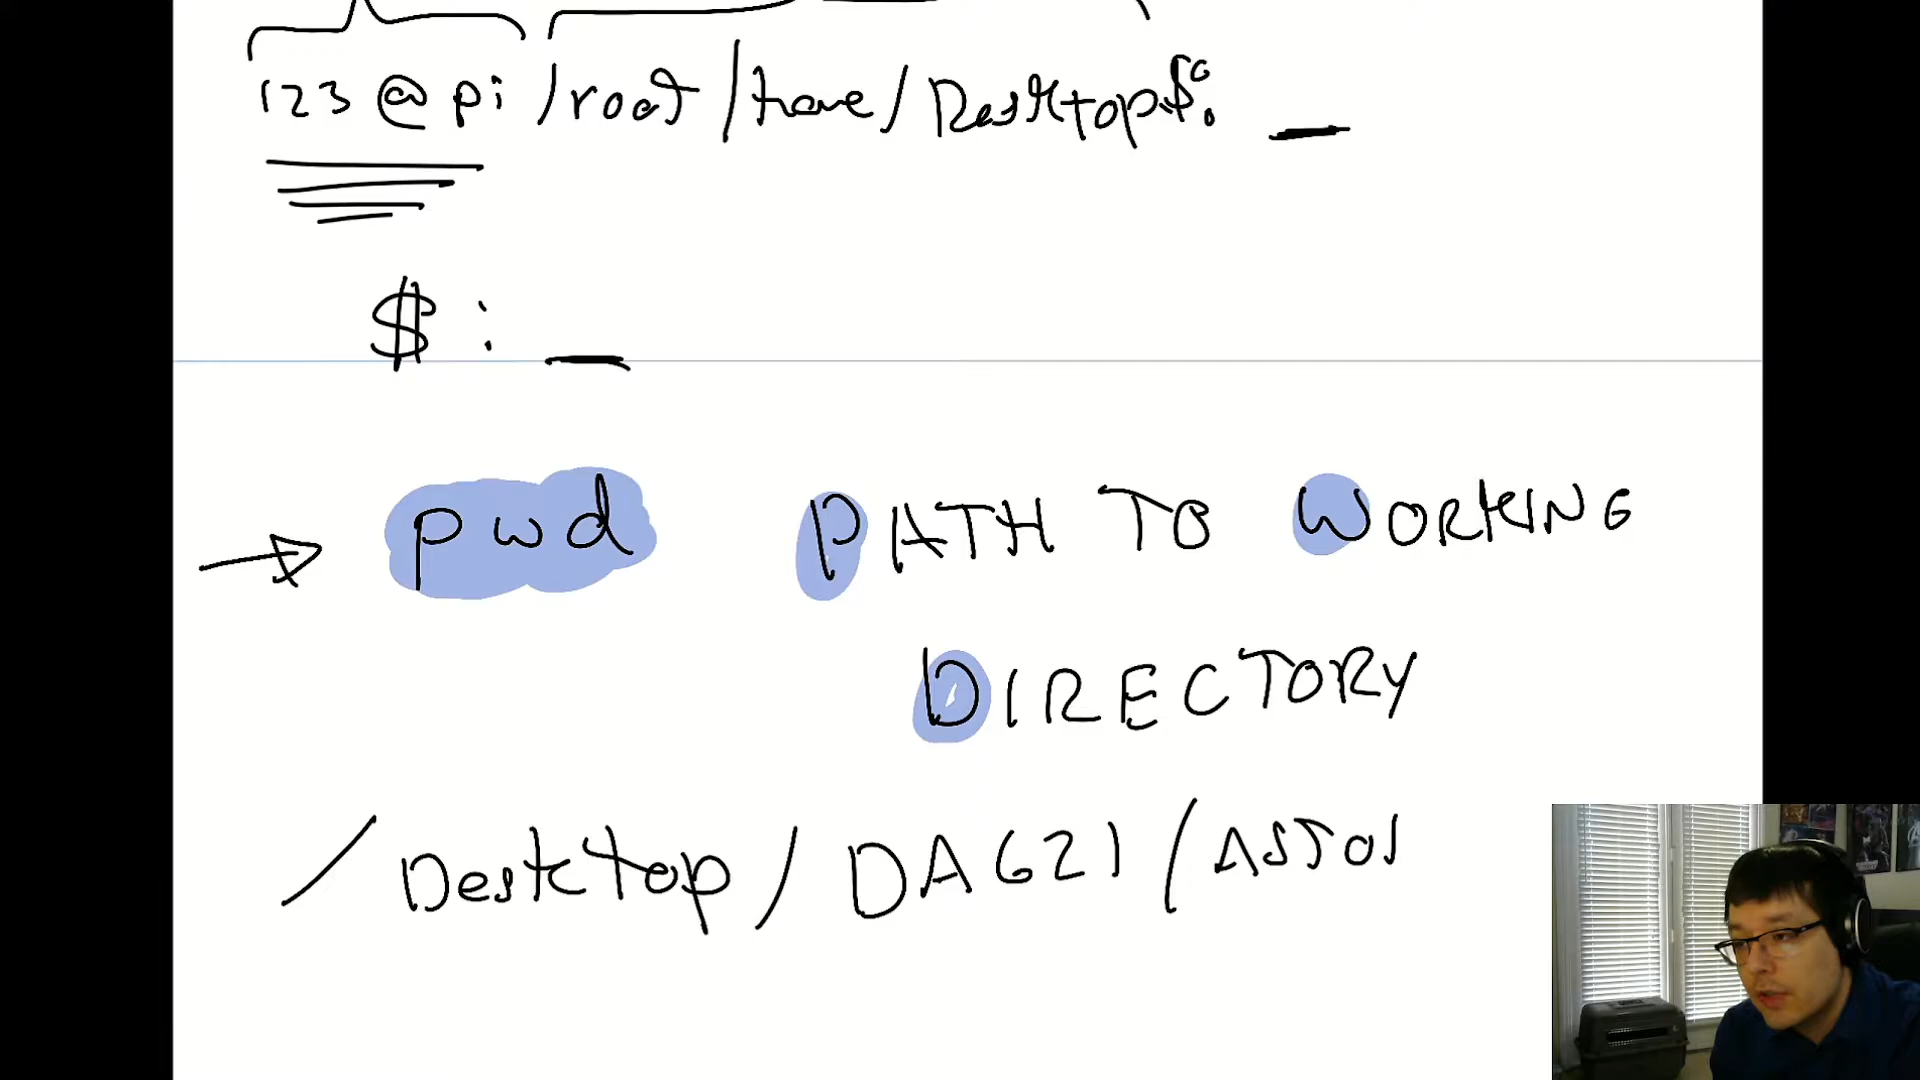 123@pi/root/home/Desktop$:
$:
pwd PATH TO WORKING
DIRECTORY
/Desktop/DA621/